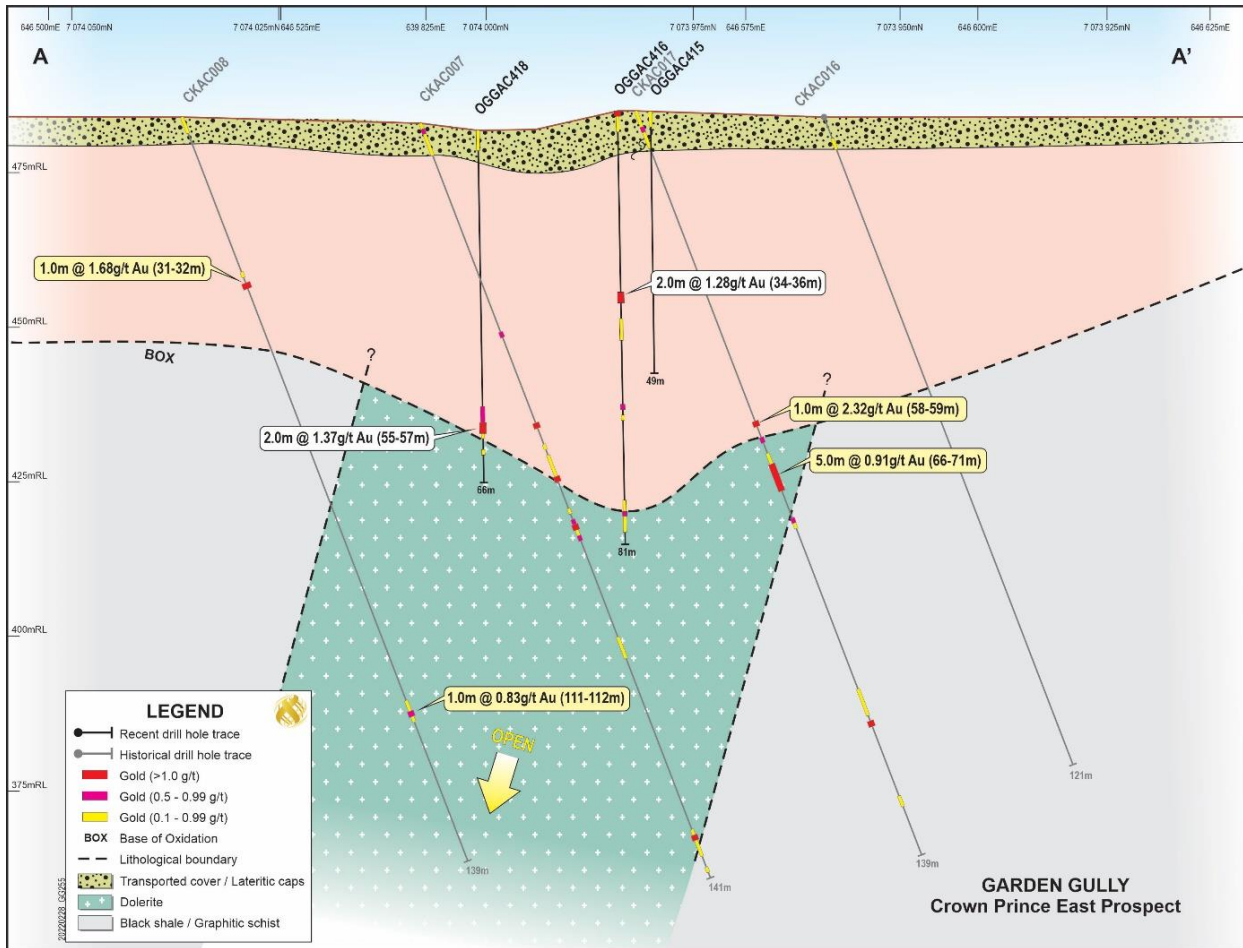 646 500mE
7 074 050mN
7 074 025mN
646 525mE
639 825mE
7 074 000mN
7 073 975mN
646 575mE
7 073 950mN
646 600mE
7 073 925mN
646 625mE
A
A'
CKAC008
CKAC007
OGGAC418
OGGAC416
CKAC017
OGGAC415
CKAC016
475mRL
1.0m @ 1.68g/t Au (31-32m)
2.0m @ 1.28g/t Au (34-36m)
450mRL
BOX
?
?
49m
1.0m @ 2.32g/t Au (58-59m)
2.0m @ 1.37g/t Au (55-57m)
5.0m @ 0.91g/t Au (66-71m)
425mRL
66m
81m
400mRL
1.0m @ 0.83g/t Au (111-112m)
OPEN
375mRL
121m
139m
141m
139m
LEGEND
Recent drill hole trace
Historical drill hole trace
Gold (>1.0 g/t)
Gold (0.5 - 0.99 g/t)
Gold (0.1 - 0.99 g/t)
BOX Base of Oxidation
Lithological boundary
Transported cover / Lateritic caps
Dolerite
Black shale / Graphitic schist
20220228_GG255
GARDEN GULLY
Crown Prince East Prospect